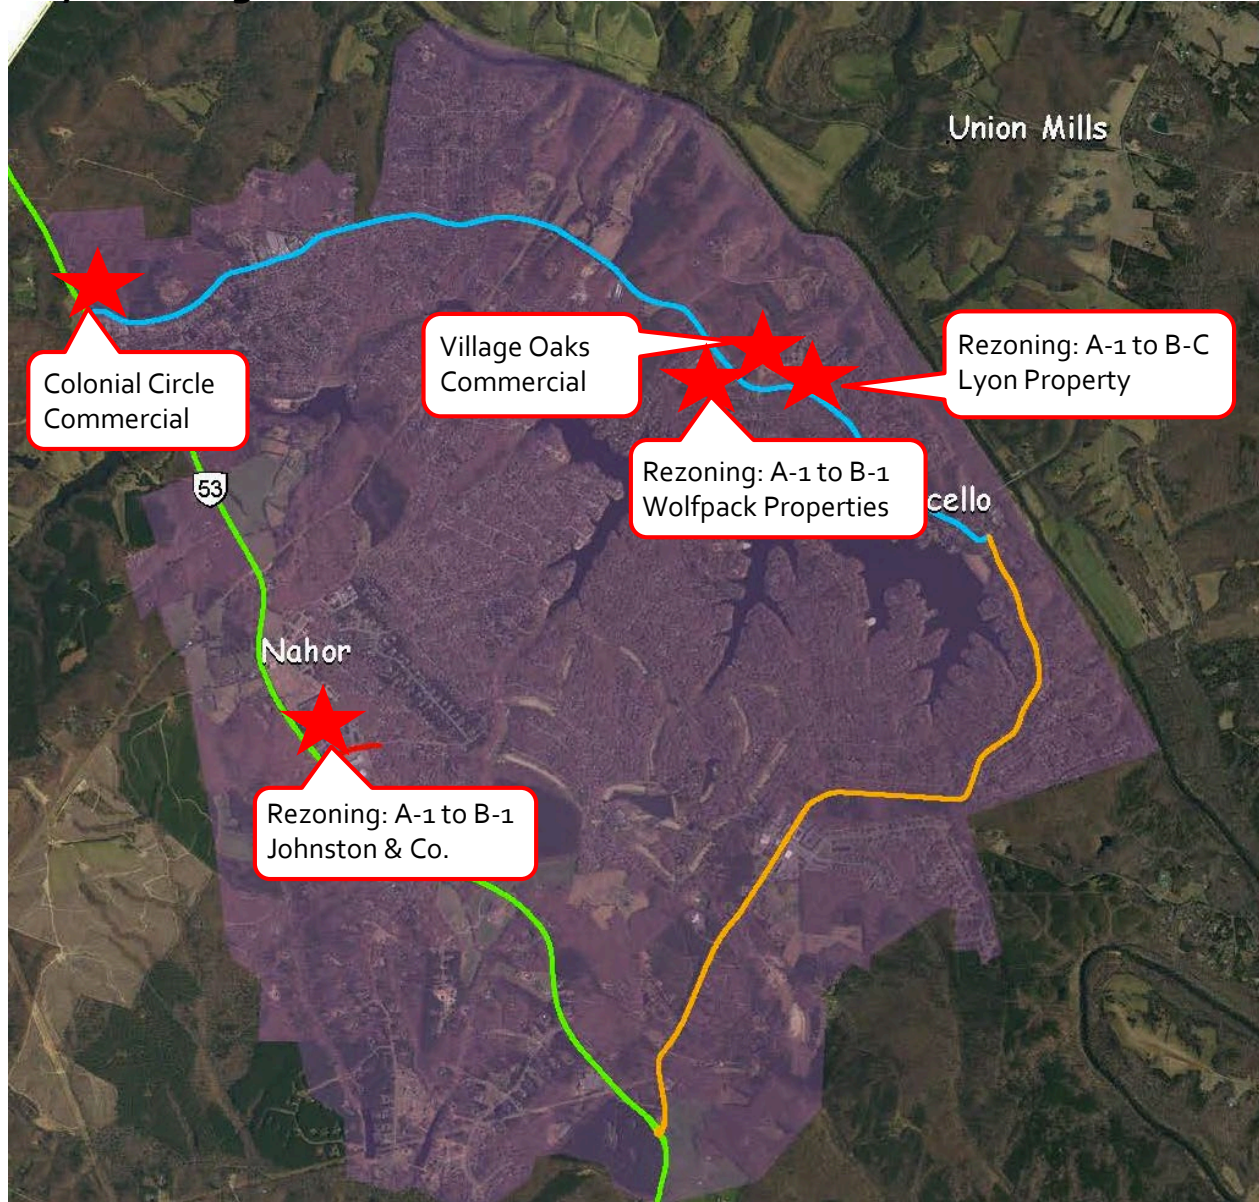 Union Mills
Village Oaks
Commercial
Rezoning: A-1 to B-C
Lyon Property
Colonial Circle
Commercial
Rezoning: A-1 to B-1
Wolfpack Properties
cello
53
Nahor
Rezoning: A-1 to B-1
Johnston & Co.